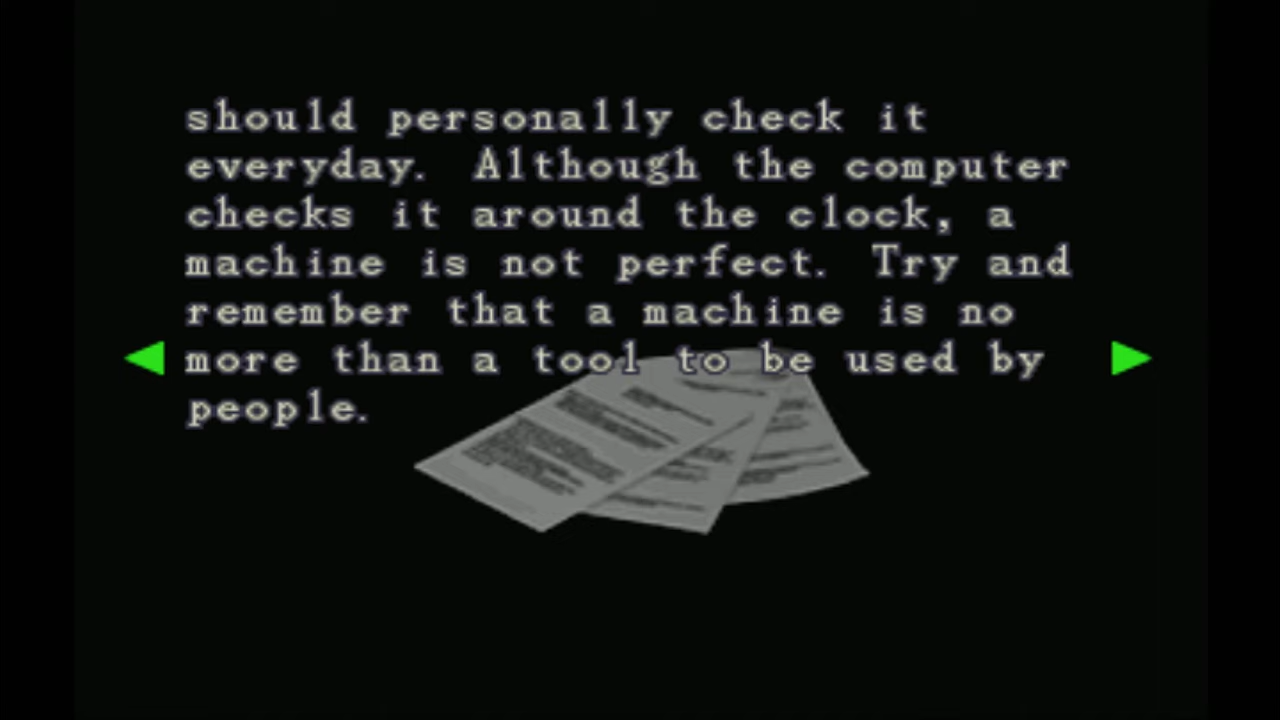 should personally check it
everyday. Although the computer
checks it around the clock, a
machine is not perfect. Try and
remember that a machine is no
more than a tool to be used by
people.